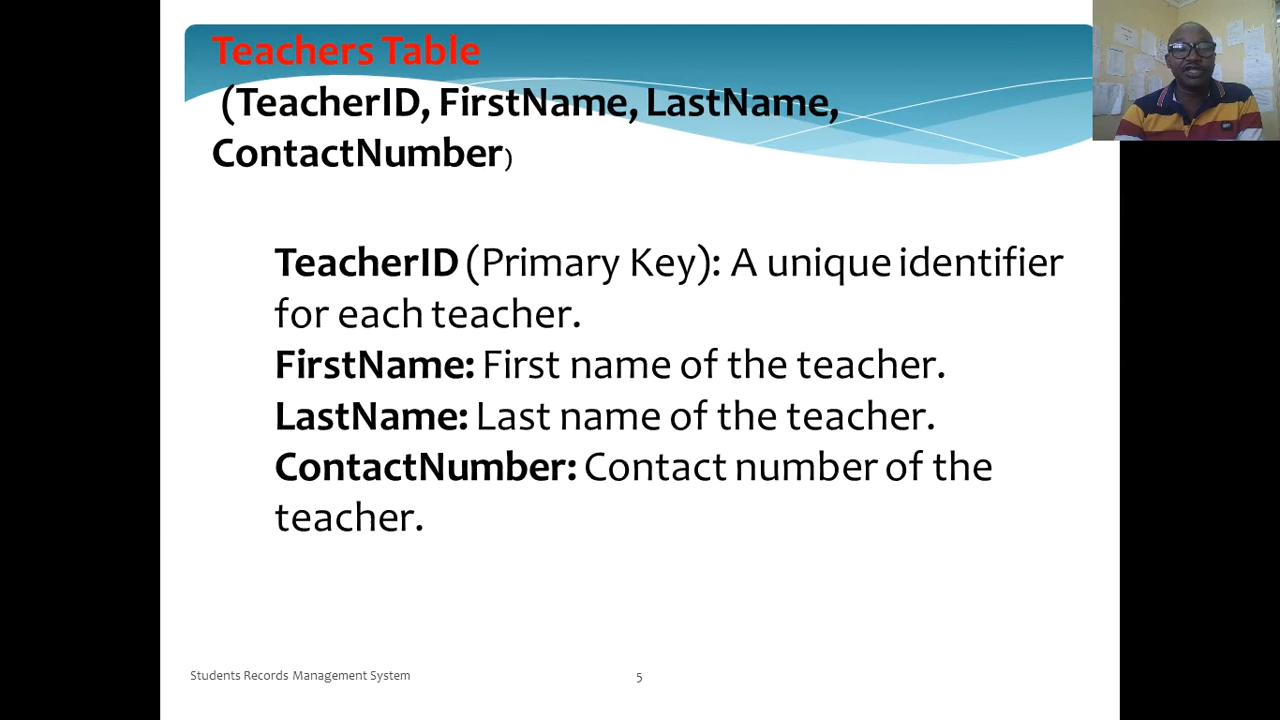 Teachers Table
(TeacherID, FirstName, LastName,
ContactNumber)
TeacherID (Primary Key): A unique identifier
for each teacher.
FirstName: First name of the teacher.
LastName: Last name of the teacher.
ContactNumber: Contact number of the
teacher.
Students Records Management System
5